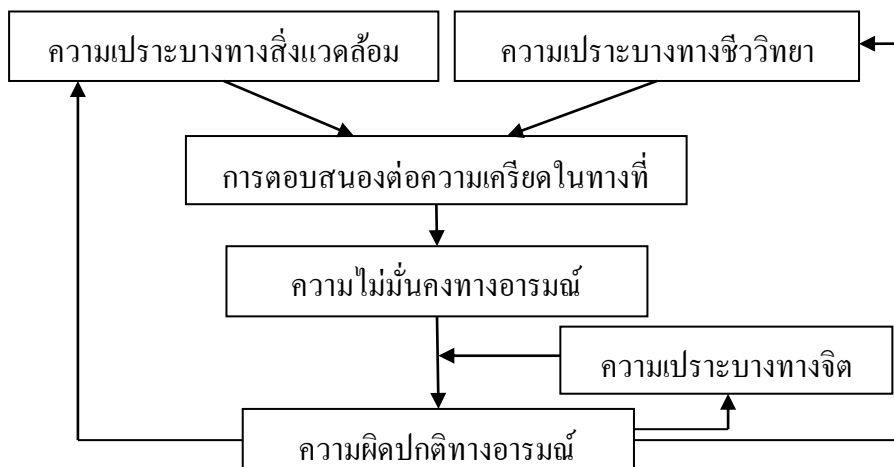 ความเปราะบางทางสิ่งแวดล้อม
ความเปราะบางทางชีววิทยา
การตอบสนองต่อความเครียดในทางที่
ความไม่มั่นคงทางอารมณ์
ความเปราะบางทางจิต
ความผิดปกติทางอารมณ์